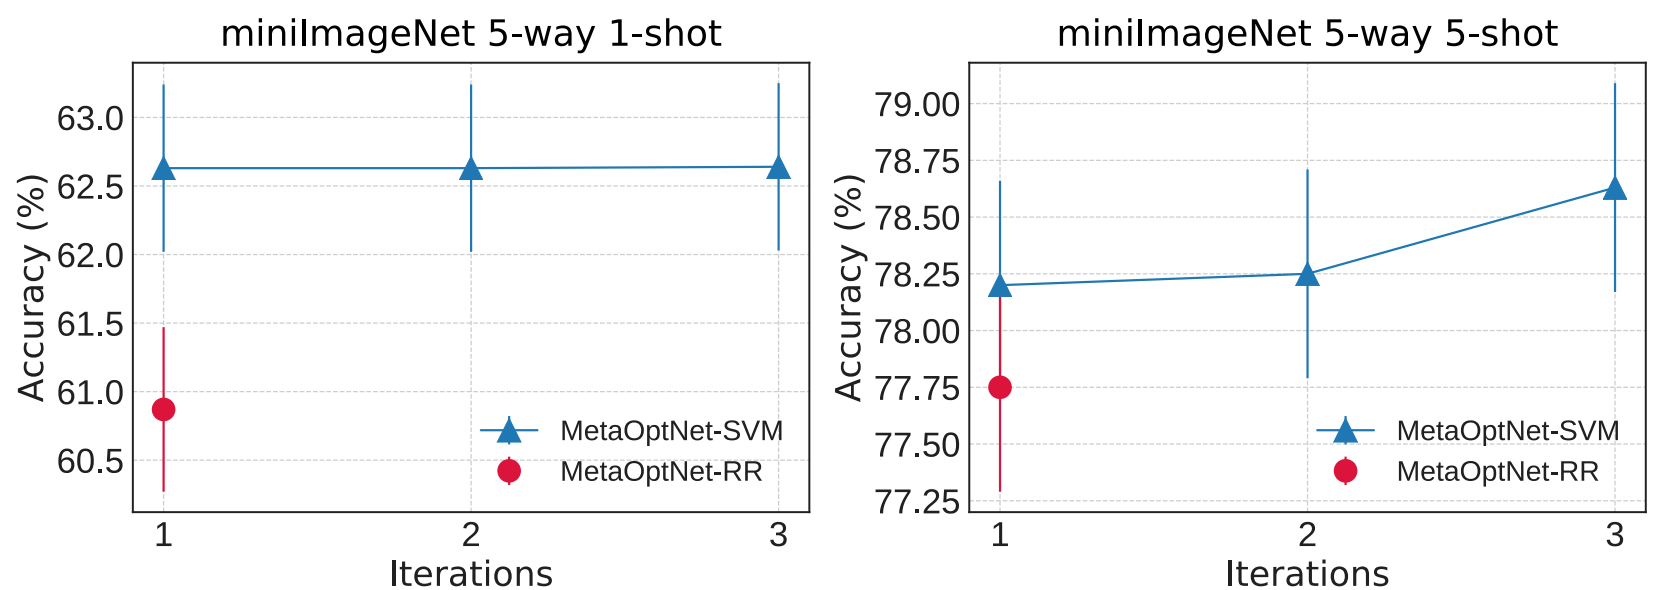 miniImageNet 5-way 1-shot
Accuracy (%)
63.0
62.5
62.0
61.5
61.0
60.5
MetaOptNet-SVM
MetaOptNet-RR
1 2 3
Iterations
miniImageNet 5-way 5-shot
Accuracy (%)
79.00
78.75
78.50
78.25
78.00
77.75
77.50
77.25
MetaOptNet-SVM
MetaOptNet-RR
1 2 3
Iterations